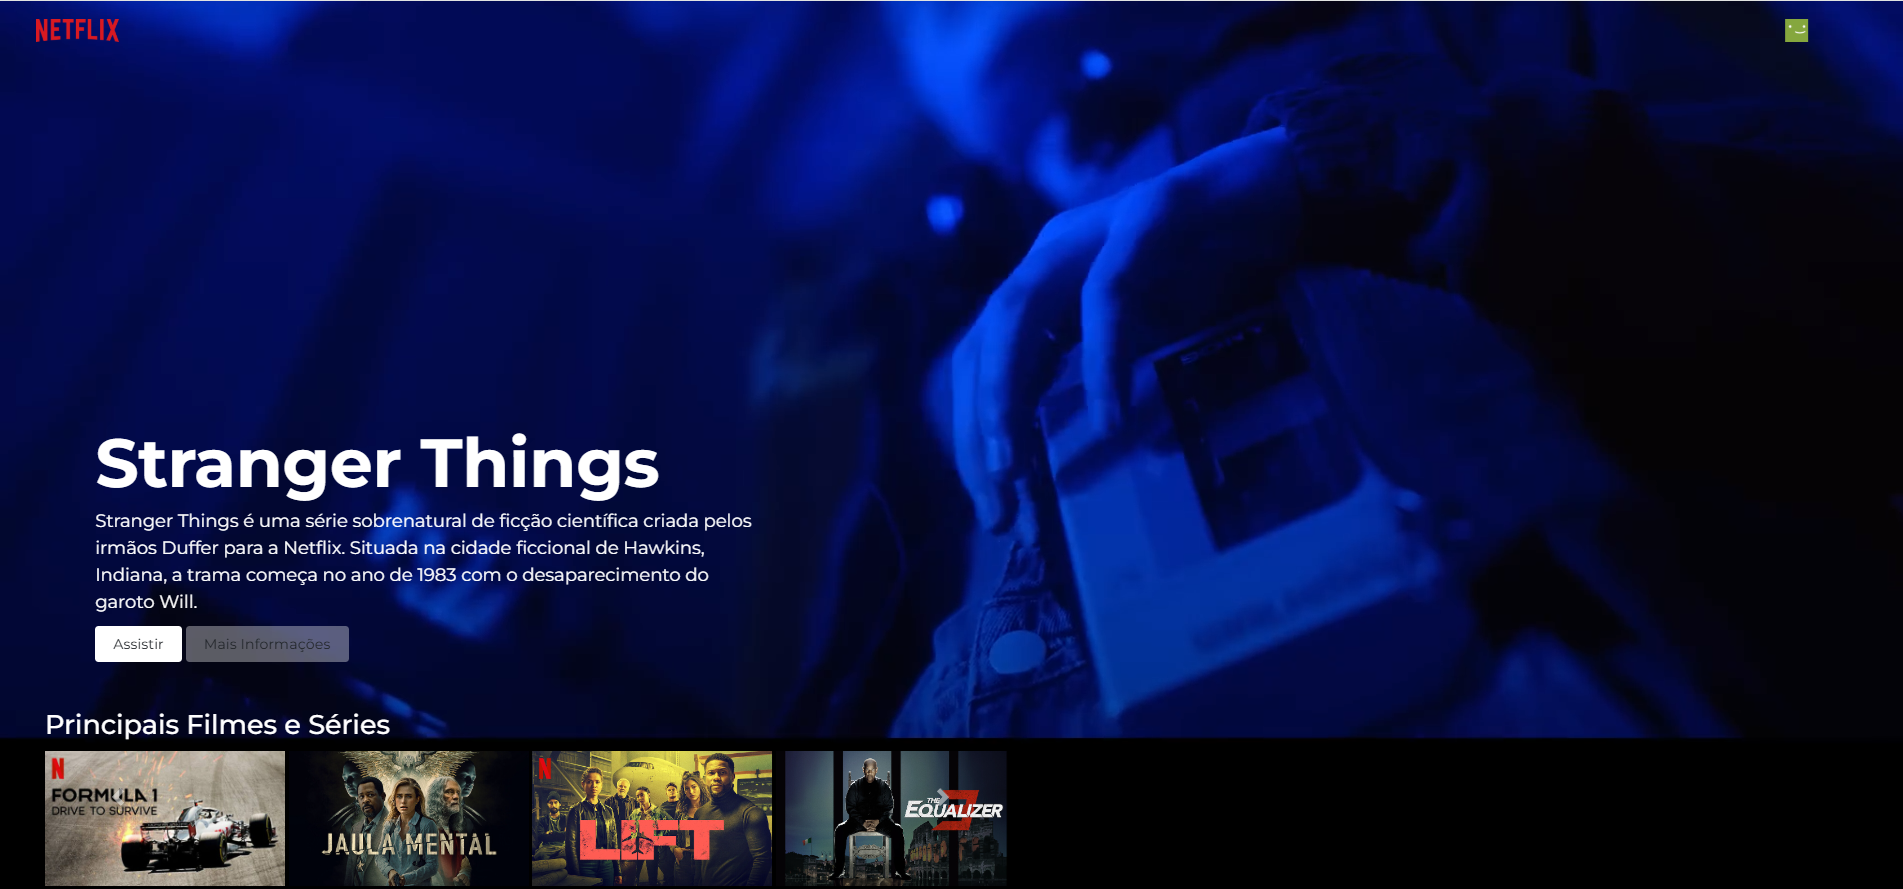 NETFLIX
Stranger Things
Stranger Things é uma série sobrenatural de ficção científica criada pelos
irmãos Duffer para a Netflix. Situada na cidade ficcional de Hawkins,
Indiana, a trama começa no ano de 1983 com o desaparecimento do
garoto Will.
Assistir
Mais Informações
Principais Filmes e Séries
N
FORMULA 1
DRIVE TO SURVIVE
JAULA MENTAL
N
LIFT
THE
EQUALIZER
3